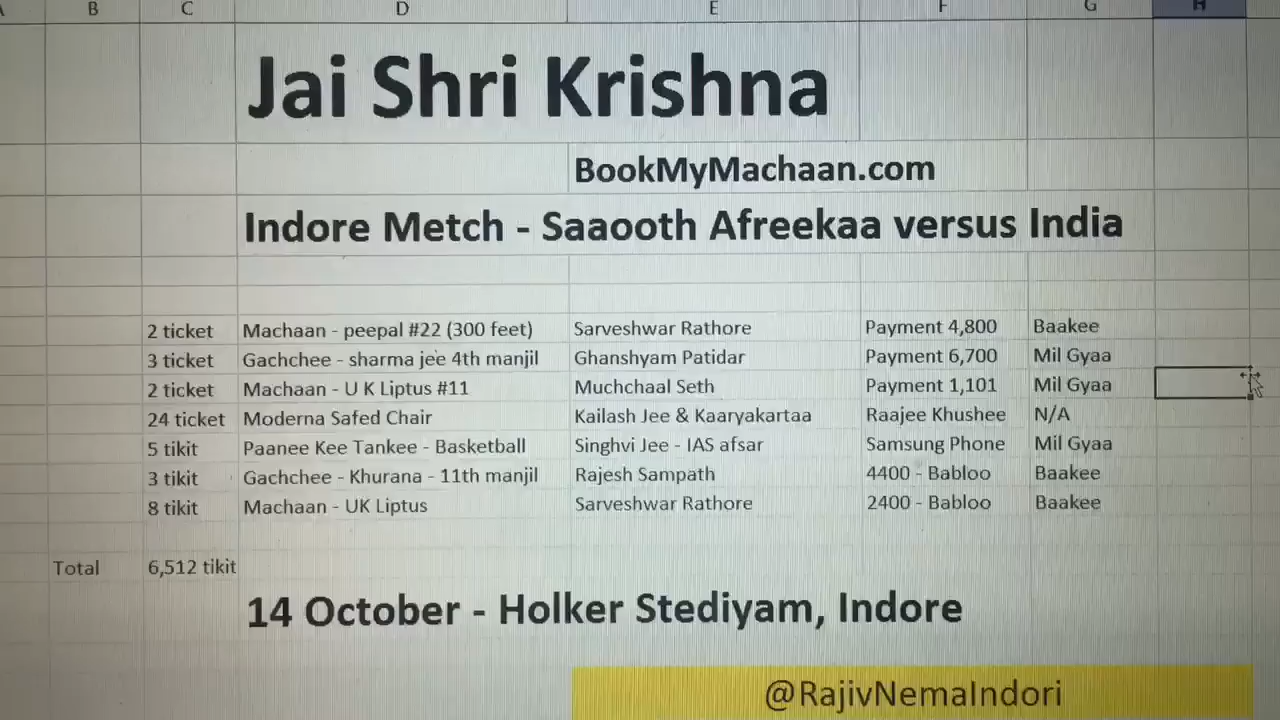 A B C D E F G H
Jai Shri Krishna
BookMyMachaan.com
Indore Metch - Saaooth Afreekaa versus India
2 ticket Machaan - peepal #22 (300 feet) Sarveshwar Rathore Payment 4,800 Baakee
3 ticket Gachchee - sharma jee 4th manjil Ghanshyam Patidar Payment 6,700 Mil Gyaa
2 ticket Machaan - U K Liptus #11 Muchchaal Seth Payment 1,101 Mil Gyaa
24 ticket Moderna Safed Chair Kailash Jee & Kaaryakartaa Raajee Khushee N/A
5 tikit Paanee Kee Tankee - Basketball Singhvi Jee - IAS afsar Samsung Phone Mil Gyaa
3 tikit Gachchee - Khurana - 11th manjil Rajesh Sampath 4400 - Babloo Baakee
8 tikit Machaan - UK Liptus Sarveshwar Rathore 2400 - Babloo Baakee
Total 6,512 tikit
14 October - Holker Stediyam, Indore
@RajivNemaIndori